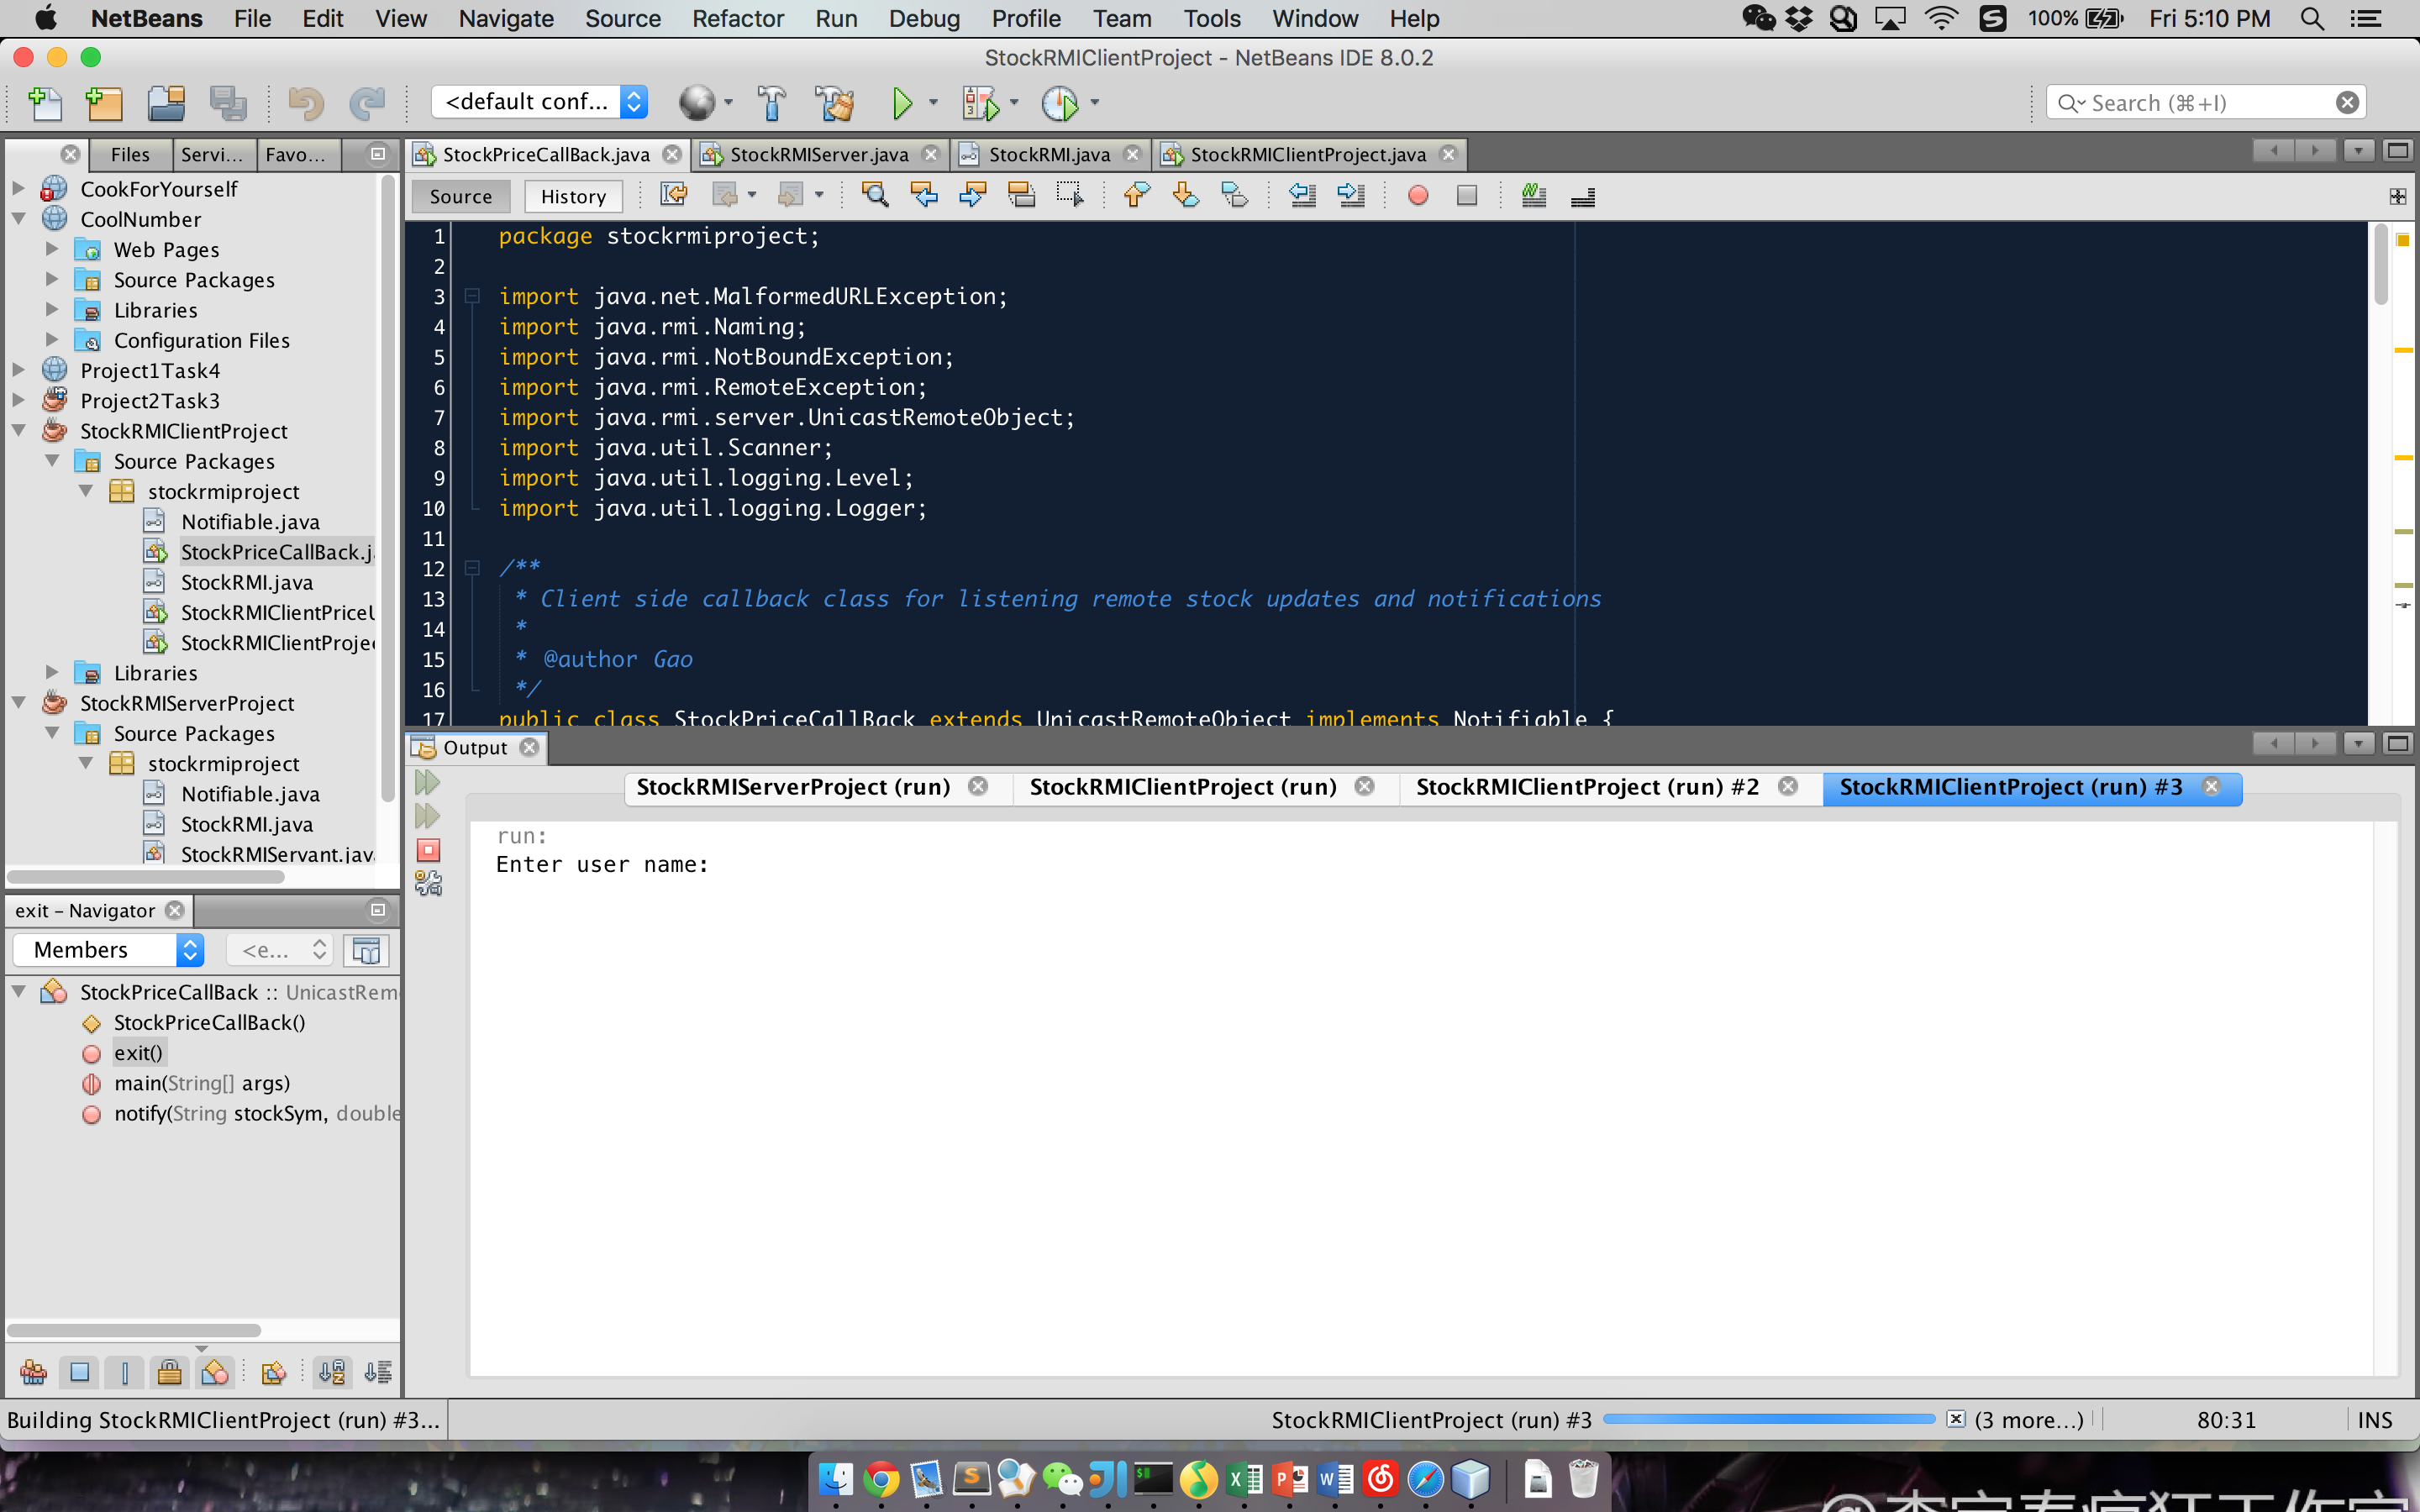 NetBeans File Edit View Navigate Source Refactor Run Debug Profile Team Tools Window Help 100% Fri 5:10 PM
StockRMIClientProject - NetBeans IDE 8.0.2
<default conf...
Search (⌘+I)
Files Servi... Favo...
StockPriceCallBack.java StockRMIServer.java StockRMI.java StockRMIClientProject.java
Source History
CookForYourself
CoolNumber
Web Pages
Source Packages
Libraries
Configuration Files
Project1Task4
Project2Task3
StockRMIClientProject
Source Packages
stockrmiproject
Notifiable.java
StockPriceCallBack.j
StockRMI.java
StockRMIClientPriceU
StockRMIClientProje
Libraries
StockRMIServerProject
Source Packages
stockrmiproject
Notifiable.java
StockRMI.java
StockRMIServant.jav
1 package stockrmiproject;
2
3 import java.net.MalformedURLException;
4 import java.rmi.Naming;
5 import java.rmi.NotBoundException;
6 import java.rmi.RemoteException;
7 import java.rmi.server.UnicastRemoteObject;
8 import java.util.Scanner;
9 import java.util.logging.Level;
10 import java.util.logging.Logger;
11
12 /**
13 * Client side callback class for listening remote stock updates and notifications
14 *
15 * @author Gao
16 */
17 public class StockPriceCallBack extends UnicastRemoteObject implements Notifiable {
Output
StockRMIServerProject (run) StockRMIClientProject (run) StockRMIClientProject (run) #2 StockRMIClientProject (run) #3
run:
Enter user name:
exit - Navigator
Members <e...
StockPriceCallBack :: UnicastRem
StockPriceCallBack()
exit()
main(String[] args)
notify(String stockSym, double
Building StockRMIClientProject (run) #3...
StockRMIClientProject (run) #3 (3 more...) 80:31 INS